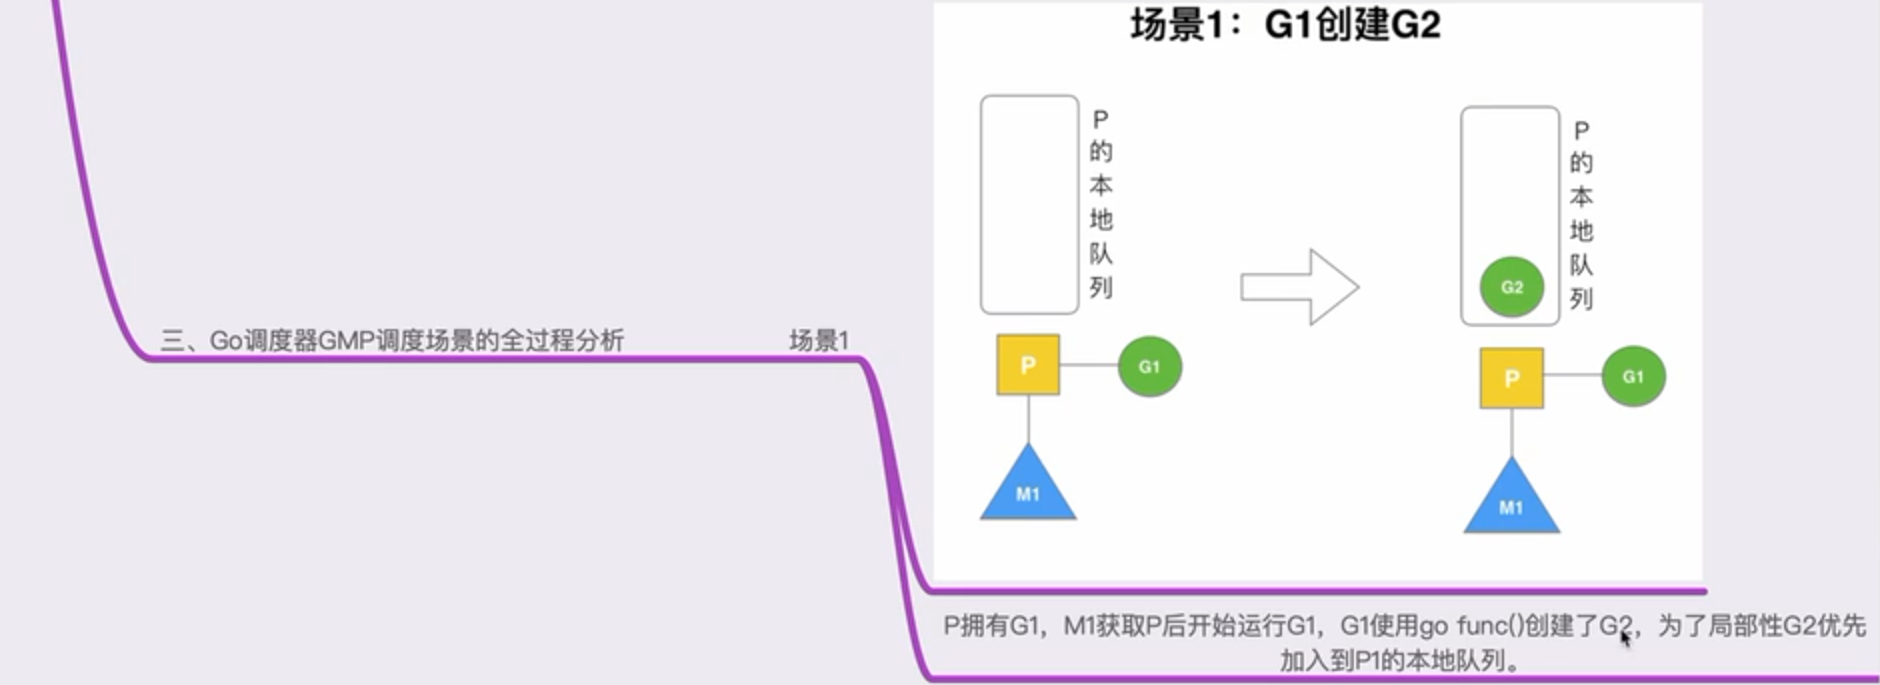 场景1：G1创建G2
P的本地队列
P的本地队列
G2
P
G1
P
G1
M1
M1
三、Go调度器GMP调度场景的全过程分析
场景1
P拥有G1，M1获取P后开始运行G1，G1使用go func()创建了G2，为了局部性G2优先
加入到P1的本地队列。